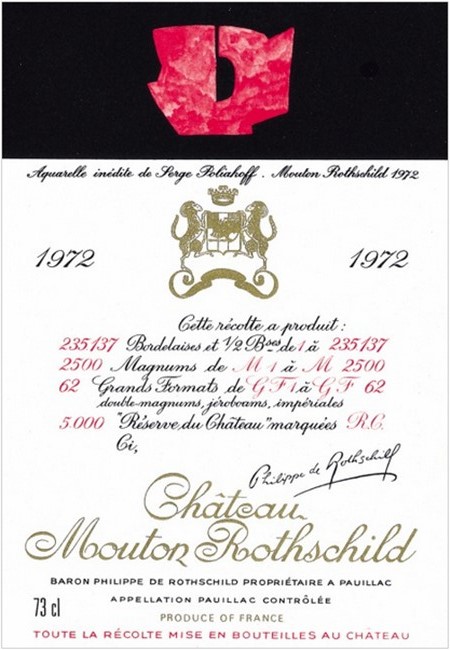 Aquarelle inédite de Serge Poliakoff . Mouton Rothschild 1972
1972 1972
Cette récolte a produit :
235137 Bordelaises et 1/2 Bses de 1 à 235137
2500 Magnums de M 1 à M 2500
62 Grands Formats de G F 1 à G F 62
double-magnums, jéroboams, impériales
5.000 "Réserve du Château" marquées R.C.
Ci,
Philippe de Rothschild
Château
Mouton Rothschild
BARON PHILIPPE DE ROTHSCHILD PROPRIÉTAIRE A PAUILLAC
APPELLATION PAUILLAC CONTRÔLÉE
73 cl
PRODUCE OF FRANCE
TOUTE LA RÉCOLTE MISE EN BOUTEILLES AU CHÂTEAU